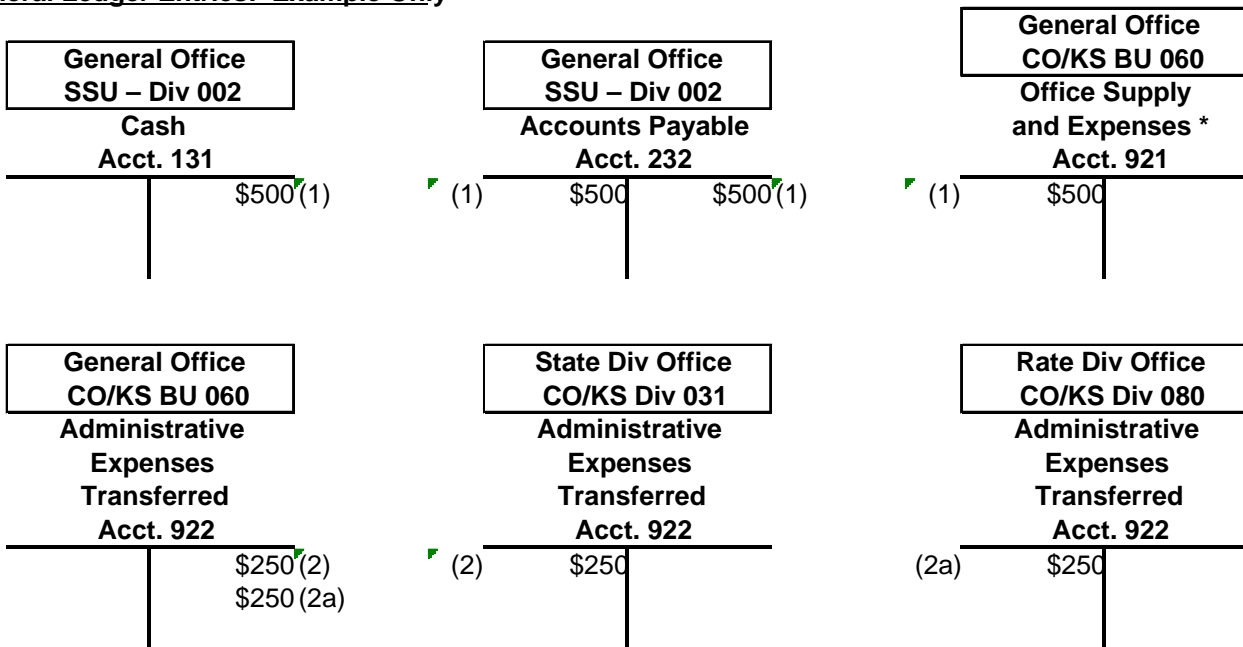 General Office
SSU – Div 002
Cash
Acct. 131
$500 (1)
General Office
SSU – Div 002
Accounts Payable
Acct. 232
(1) $500 $500 (1)
General Office
CO/KS BU 060
Office Supply
and Expenses *
Acct. 921
(1) $500
General Office
CO/KS BU 060
Administrative
Expenses
Transferred
Acct. 922
$250 (2)
$250 (2a)
State Div Office
CO/KS Div 031
Administrative
Expenses
Transferred
Acct. 922
(2) $250
Rate Div Office
CO/KS Div 080
Administrative
Expenses
Transferred
Acct. 922
(2a) $250